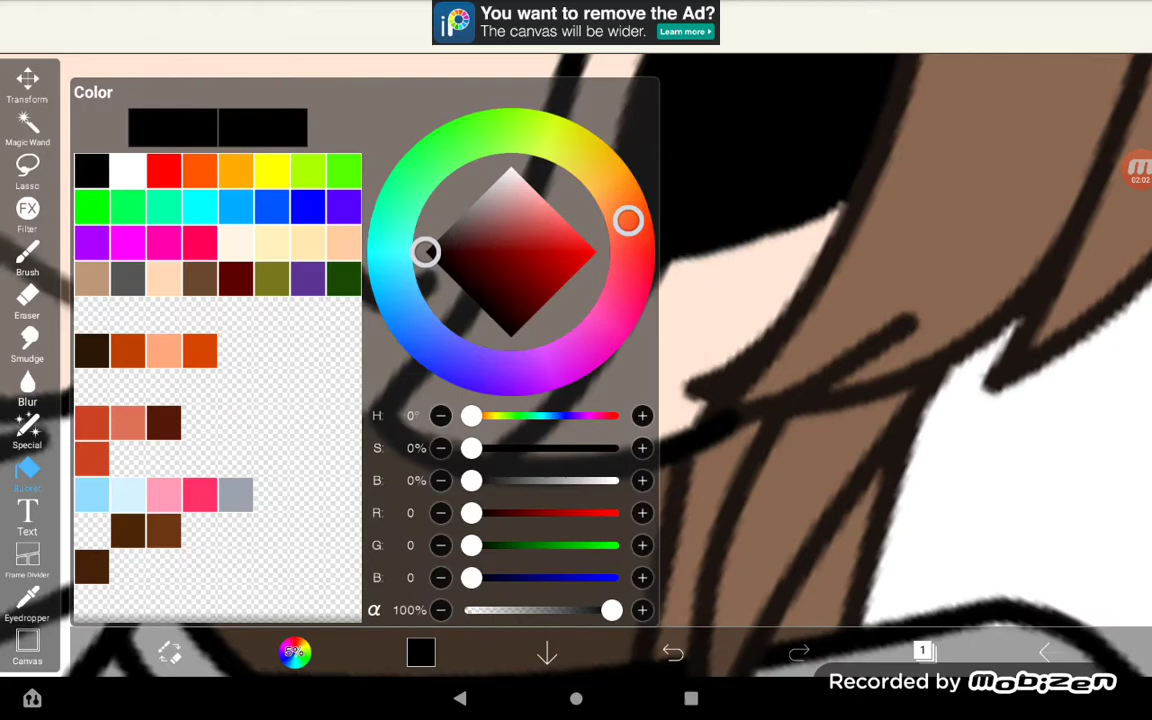 You want to remove the Ad?
The canvas will be wider.
Learn more
Transform
Magic Wand
Lasso
FX
Filter
Brush
Eraser
Smudge
Blur
Special
Bucket
Text
Frame Divider
Eyedropper
Canvas
Color
H: 0°
S: 0%
B: 0%
R: 0
G: 0
B: 0
α 100%
02:02
1
Recorded by mobizen